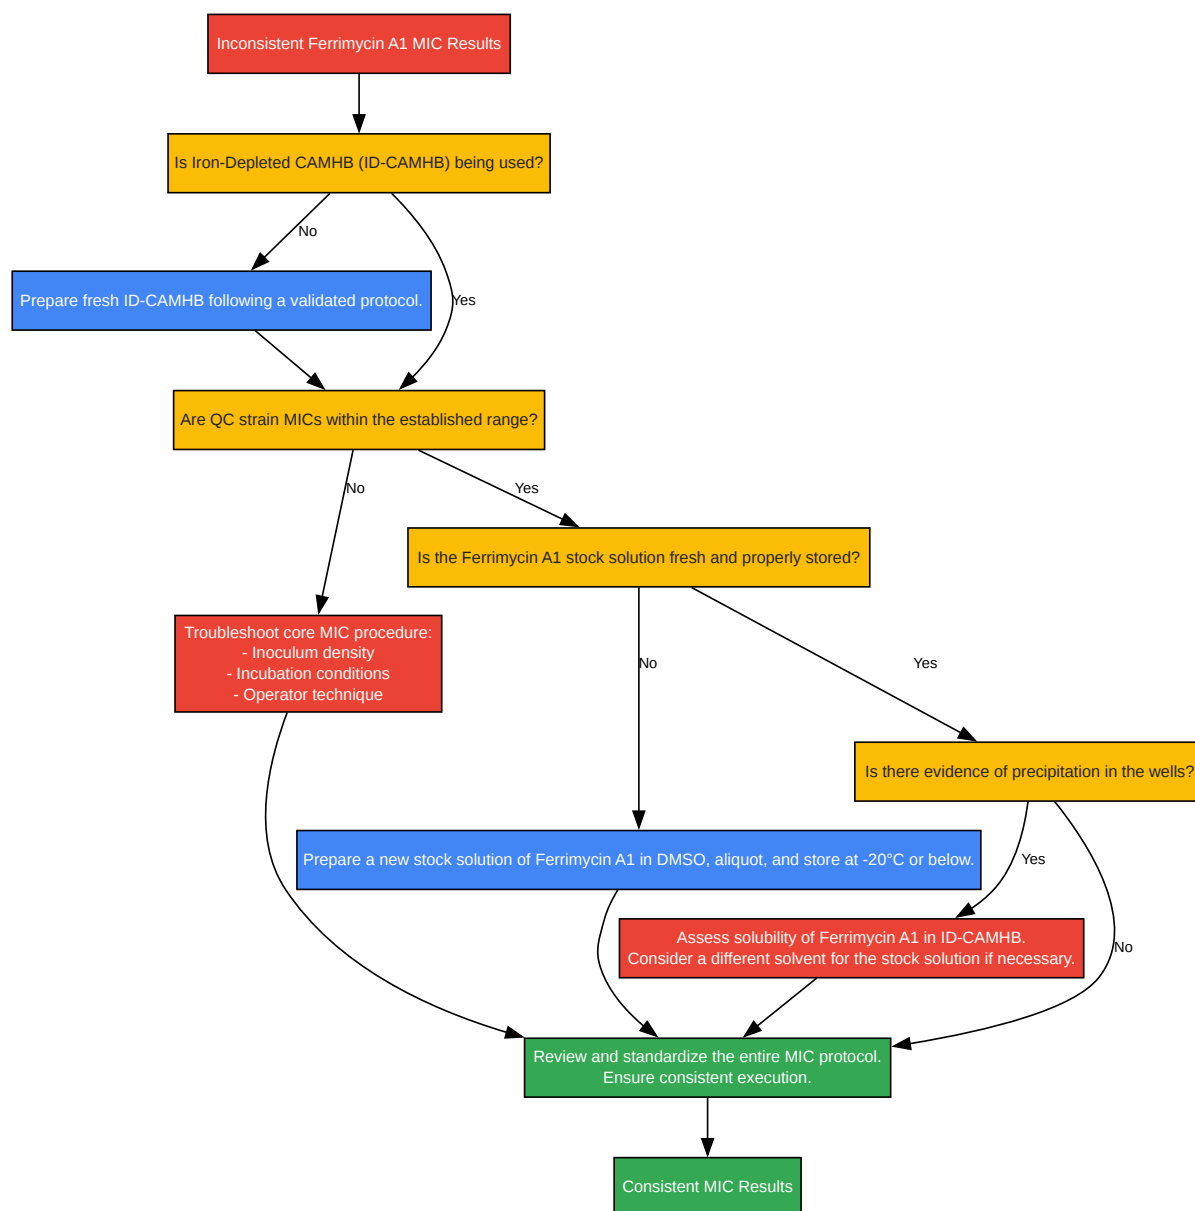 Inconsistent Ferrimycin A1 MIC Results
Is Iron-Depleted CAMHB (ID-CAMHB) being used?
No
Prepare fresh ID-CAMHB following a validated protocol.
Yes
Are QC strain MICs within the established range?
No
Yes
Is the Ferrimycin A1 stock solution fresh and properly stored?
Troubleshoot core MIC procedure:
- Inoculum density
- Incubation conditions
- Operator technique
No
Yes
Is there evidence of precipitation in the wells?
Prepare a new stock solution of Ferrimycin A1 in DMSO, aliquot, and store at -20°C or below.
Yes
Assess solubility of Ferrimycin A1 in ID-CAMHB.
Consider a different solvent for the stock solution if necessary.
No
Review and standardize the entire MIC protocol.
Ensure consistent execution.
Consistent MIC Results